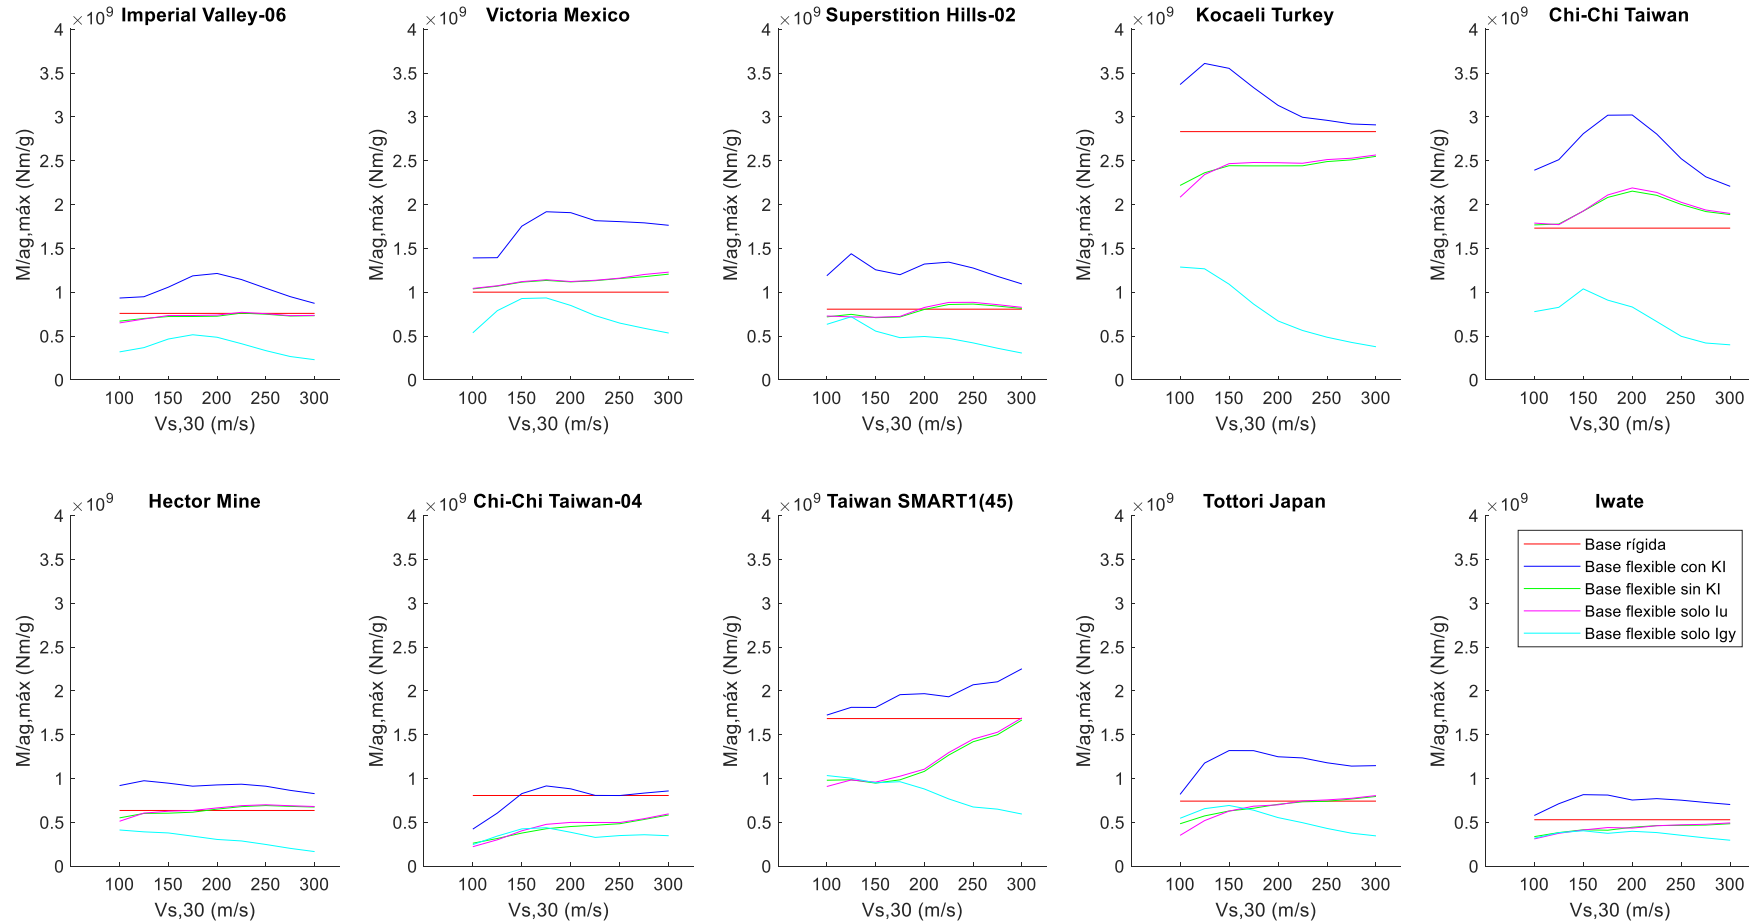 ×10⁹ Imperial Valley-06
4
3.5
3
2.5
2
1.5
1
0.5
0
M/ag,máx (Nm/g)
100 150 200 250 300
Vs,30 (m/s)
×10⁹ Victoria Mexico
4
3.5
3
2.5
2
1.5
1
0.5
0
M/ag,máx (Nm/g)
100 150 200 250 300
Vs,30 (m/s)
×10⁹ Superstition Hills-02
4
3.5
3
2.5
2
1.5
1
0.5
0
M/ag,máx (Nm/g)
100 150 200 250 300
Vs,30 (m/s)
×10⁹ Kocaeli Turkey
4
3.5
3
2.5
2
1.5
1
0.5
0
M/ag,máx (Nm/g)
100 150 200 250 300
Vs,30 (m/s)
×10⁹ Chi-Chi Taiwan
4
3.5
3
2.5
2
1.5
1
0.5
0
M/ag,máx (Nm/g)
100 150 200 250 300
Vs,30 (m/s)
×10⁹ Hector Mine
4
3.5
3
2.5
2
1.5
1
0.5
0
M/ag,máx (Nm/g)
100 150 200 250 300
Vs,30 (m/s)
×10⁹ Chi-Chi Taiwan-04
4
3.5
3
2.5
2
1.5
1
0.5
0
M/ag,máx (Nm/g)
100 150 200 250 300
Vs,30 (m/s)
×10⁹ Taiwan SMART1(45)
4
3.5
3
2.5
2
1.5
1
0.5
0
M/ag,máx (Nm/g)
100 150 200 250 300
Vs,30 (m/s)
×10⁹ Tottori Japan
4
3.5
3
2.5
2
1.5
1
0.5
0
M/ag,máx (Nm/g)
100 150 200 250 300
Vs,30 (m/s)
×10⁹ Iwate
4
3.5
3
2.5
2
1.5
1
0.5
0
M/ag,máx (Nm/g)
Base rígida
Base flexible con KI
Base flexible sin KI
Base flexible solo Iu
Base flexible solo Igy
100 150 200 250 300
Vs,30 (m/s)